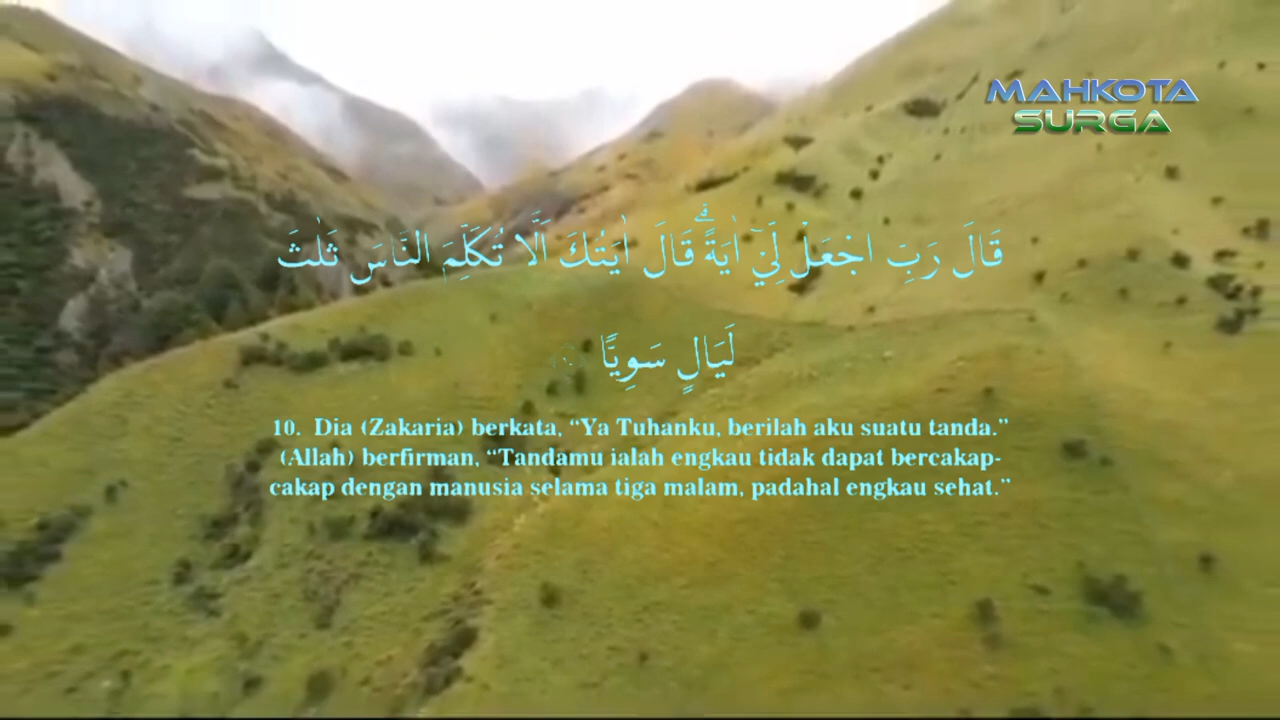 MAHKOTA
SURGA
قَالَ رَبِّ اجْعَلْ لِّيْٓ اٰيَةً ۗقَالَ اٰيَتُكَ اَلَّا تُكَلِّمَ النَّاسَ ثَلٰثَ
لَيَالٍ سَوِيًّا
10. Dia (Zakaria) berkata, “Ya Tuhanku, berilah aku suatu tanda.”
(Allah) berfirman, “Tandamu ialah engkau tidak dapat bercakap-
cakap dengan manusia selama tiga malam, padahal engkau sehat.”